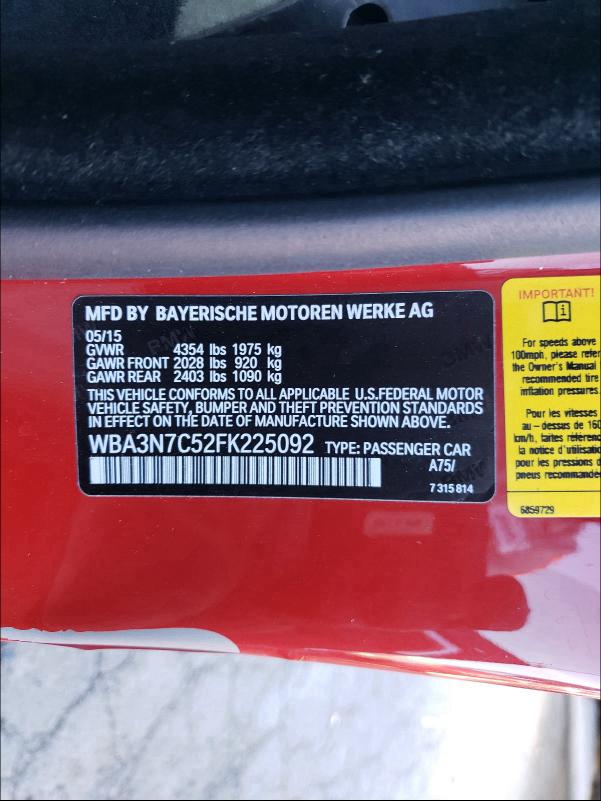 MFD BY BAYERISCHE MOTOREN WERKE AG
05/15
GVWR 4354 lbs 1975 kg
GAWR FRONT 2028 lbs 920 kg
GAWR REAR 2403 lbs 1090 kg
THIS VEHICLE CONFORMS TO ALL APPLICABLE U.S.FEDERAL MOTOR
VEHICLE SAFETY, BUMPER AND THEFT PREVENTION STANDARDS
IN EFFECT ON THE DATE OF MANUFACTURE SHOWN ABOVE.
WBA3N7C52FK225092 TYPE: PASSENGER CAR
A75/
7 315 814
IMPORTANT!
For speeds above
100mph, please refer
the Owner's Manual
recommended tire
inflation pressures.
Pour les vitesses
au-dessus de 160
km/h, faites référenc
la notice d'utilisatio
pour les pressions d
pneus recommandé
6859729